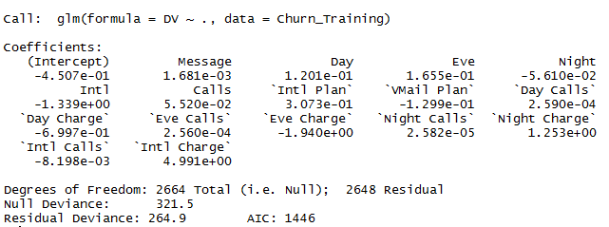 Call:  glm(formula = DV ~ ., data = Churn_Training)
Coefficients:
(Intercept) Message Day Eve Night
-4.507e-01 1.681e-03 1.201e-01 1.655e-01 -5.610e-02
Intl Calls `Intl Plan` `VMail Plan` `Day Calls`
-1.339e+00 5.520e-02 3.073e-01 -1.299e-01 2.590e-04
`Day Charge` `Eve Calls` `Eve Charge` `Night Calls` `Night Charge`
-6.997e-01 2.560e-04 -1.940e+00 2.582e-05 1.253e+00
`Intl Calls` `Intl Charge`
-8.198e-03 4.991e+00
Degrees of Freedom: 2664 Total (i.e. Null);  2648 Residual
Null Deviance: 321.5
Residual Deviance: 264.9 AIC: 1446